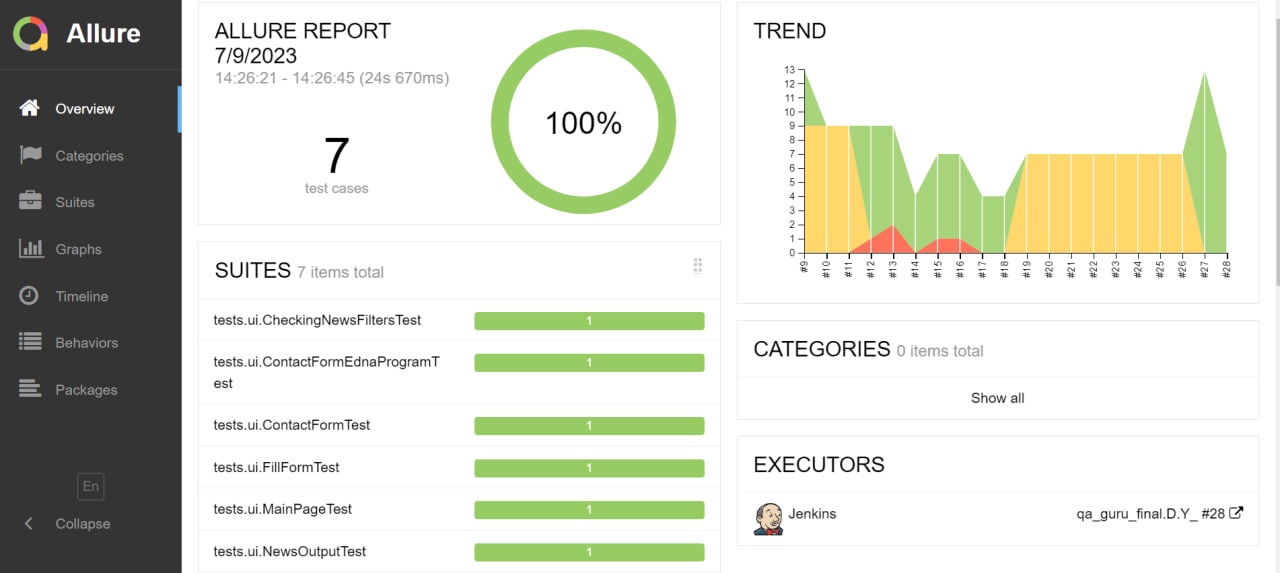 Allure
Overview
Categories
Suites
Graphs
Timeline
Behaviors
Packages
En
Collapse
ALLURE REPORT
7/9/2023
14:26:21 - 14:26:45 (24s 670ms)
7
test cases
100%
SUITES 7 items total
tests.ui.CheckingNewsFiltersTest 1
tests.ui.ContactFormEdnaProgramT 1
est
tests.ui.ContactFormTest 1
tests.ui.FillFormTest 1
tests.ui.MainPageTest 1
tests.ui.NewsOutputTest 1
TREND
13
12
11
10
9
8
7
6
5
4
3
2
1
0
#9 #10 #11 #12 #13 #14 #15 #16 #17 #18 #19 #20 #21 #22 #23 #24 #25 #26 #27 #28
CATEGORIES 0 items total
Show all
EXECUTORS
Jenkins qa_guru_final.D.Y_ #28